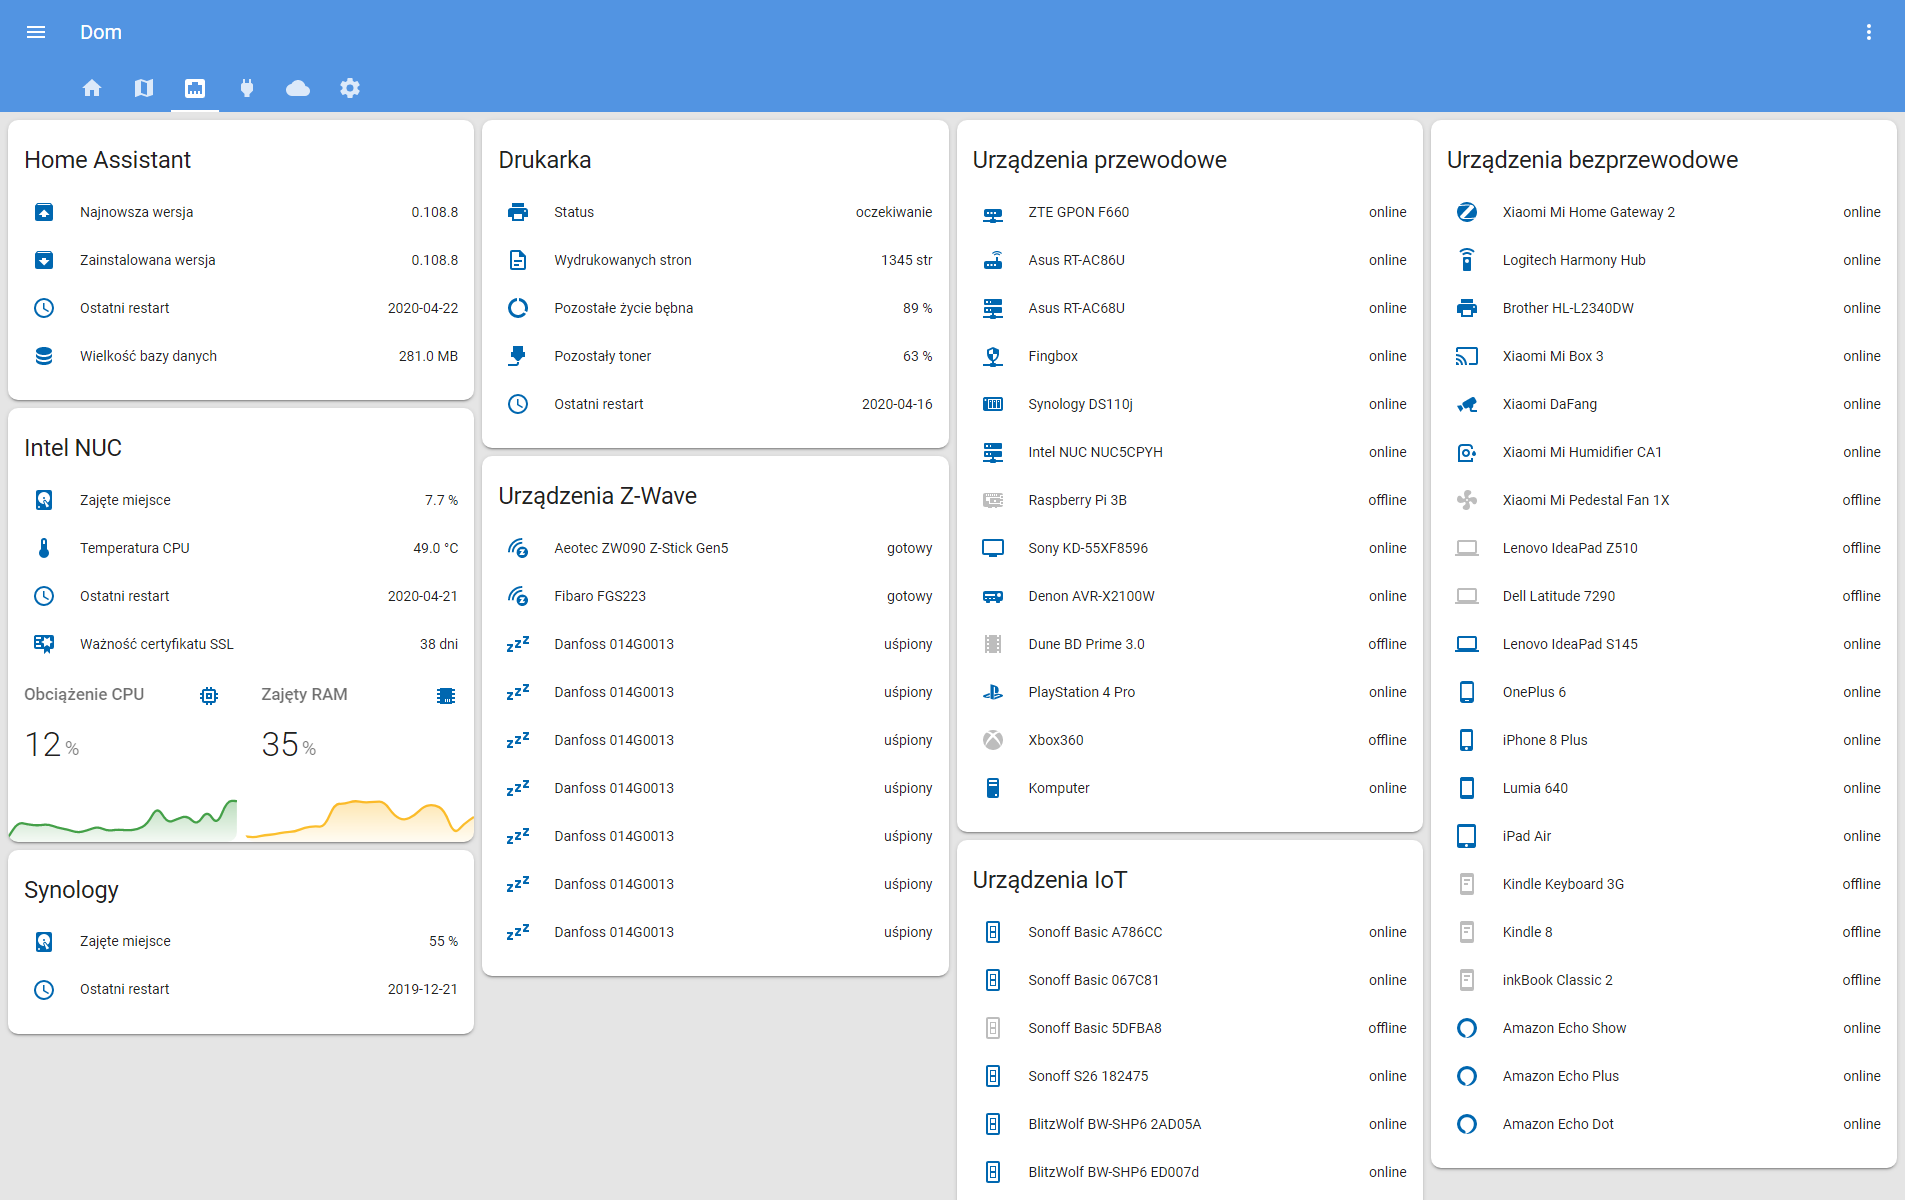 Dom
Home Assistant
Najnowsza wersja 0.108.8
Zainstalowana wersja 0.108.8
Ostatni restart 2020-04-22
Wielkość bazy danych 281.0 MB
Intel NUC
Zajęte miejsce 7.7 %
Temperatura CPU 49.0 °C
Ostatni restart 2020-04-21
Ważność certyfikatu SSL 38 dni
Obciążenie CPU Zajęty RAM
12 % 35 %
Synology
Zajęte miejsce 55 %
Ostatni restart 2019-12-21
Drukarka
Status oczekiwanie
Wydrukowanych stron 1345 str
Pozostałe życie bębna 89 %
Pozostały toner 63 %
Ostatni restart 2020-04-16
Urządzenia Z-Wave
Aeotec ZW090 Z-Stick Gen5 gotowy
Fibaro FGS223 gotowy
Danfoss 014G0013 uśpiony
Danfoss 014G0013 uśpiony
Danfoss 014G0013 uśpiony
Danfoss 014G0013 uśpiony
Danfoss 014G0013 uśpiony
Danfoss 014G0013 uśpiony
Danfoss 014G0013 uśpiony
Urządzenia przewodowe
ZTE GPON F660 online
Asus RT-AC86U online
Asus RT-AC68U online
Fingbox online
Synology DS110j online
Intel NUC NUC5CPYH online
Raspberry Pi 3B offline
Sony KD-55XF8596 online
Denon AVR-X2100W online
Dune BD Prime 3.0 offline
PlayStation 4 Pro online
Xbox360 offline
Komputer online
Urządzenia IoT
Sonoff Basic A786CC online
Sonoff Basic 067C81 online
Sonoff Basic 5DFBA8 offline
Sonoff S26 182475 online
BlitzWolf BW-SHP6 2AD05A online
BlitzWolf BW-SHP6 ED007d online
Urządzenia bezprzewodowe
Xiaomi Mi Home Gateway 2 online
Logitech Harmony Hub online
Brother HL-L2340DW online
Xiaomi Mi Box 3 online
Xiaomi DaFang online
Xiaomi Mi Humidifier CA1 online
Xiaomi Mi Pedestal Fan 1X offline
Lenovo IdeaPad Z510 offline
Dell Latitude 7290 offline
Lenovo IdeaPad S145 online
OnePlus 6 online
iPhone 8 Plus online
Lumia 640 online
iPad Air online
Kindle Keyboard 3G offline
Kindle 8 offline
inkBook Classic 2 offline
Amazon Echo Show online
Amazon Echo Plus online
Amazon Echo Dot online